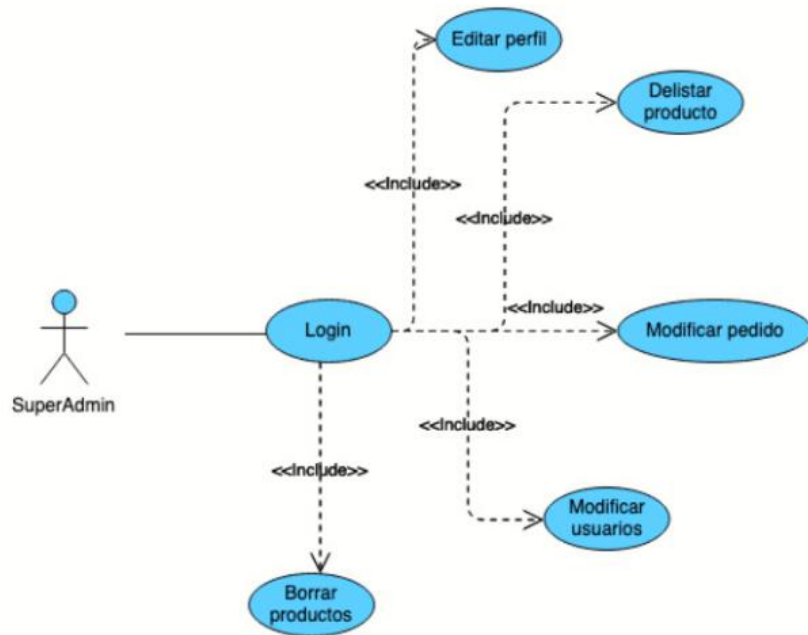 Editar perfil
Delistar
producto
<<Include>>
<<Include>>
<<Include>>
Login
Modificar pedido
SuperAdmin
<<Include>>
<<Include>>
Modificar
usuarios
Borrar
productos